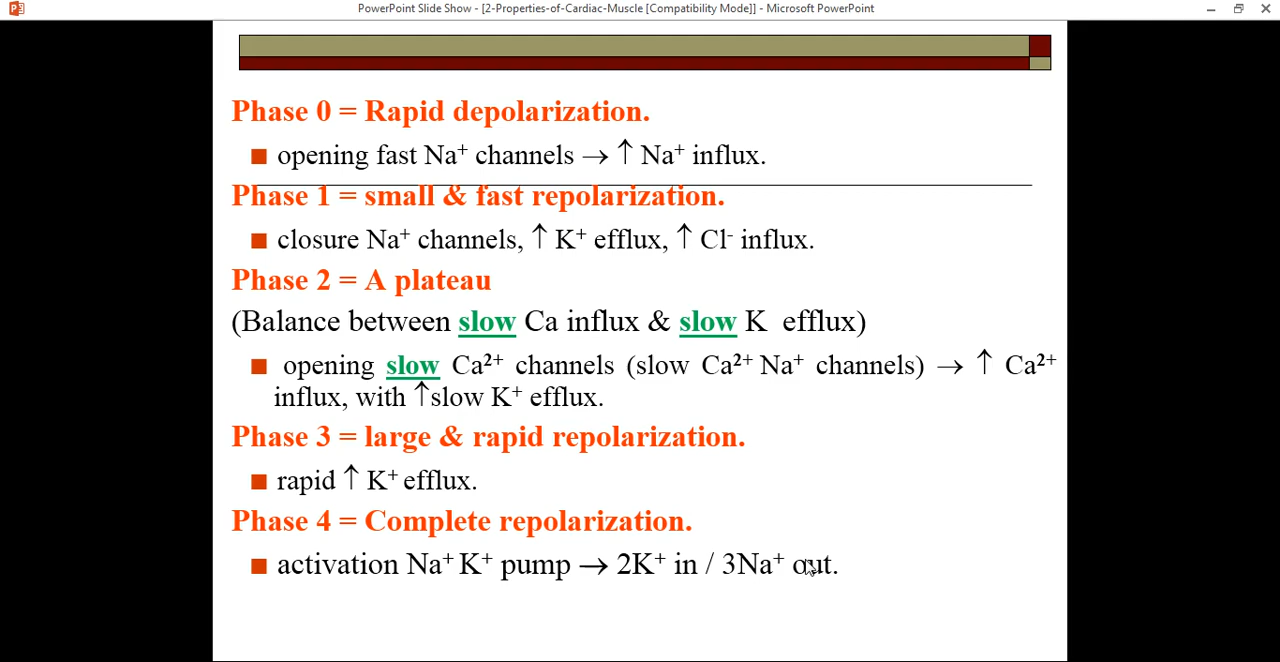 PowerPoint Slide Show - [2-Properties-of-Cardiac-Muscle [Compatibility Mode]] - Microsoft PowerPoint
Phase 0 = Rapid depolarization.
■ opening fast Na⁺ channels → ↑ Na⁺ influx.
Phase 1 = small & fast repolarization.
■ closure Na⁺ channels, ↑ K⁺ efflux, ↑ Cl⁻ influx.
Phase 2 = A plateau
(Balance between slow Ca influx & slow K efflux)
■ opening slow Ca²⁺ channels (slow Ca²⁺ Na⁺ channels) → ↑ Ca²⁺
influx, with ↑slow K⁺ efflux.
Phase 3 = large & rapid repolarization.
■ rapid ↑ K⁺ efflux.
Phase 4 = Complete repolarization.
■ activation Na⁺ K⁺ pump → 2K⁺ in / 3Na⁺ out.